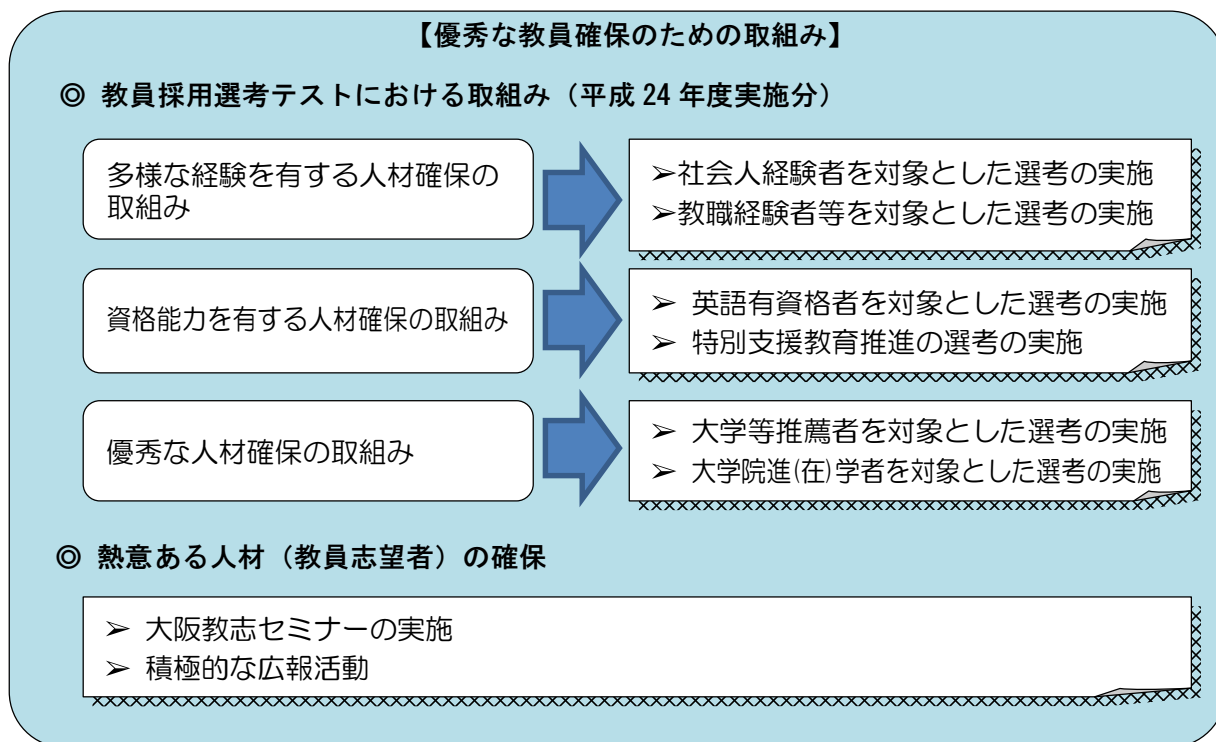 【優秀な教員確保のための取組み】
◎ 教員採用選考テストにおける取組み（平成 24 年度実施分）
多様な経験を有する人材確保の
取組み
➢社会人経験者を対象とした選考の実施
➢教職経験者等を対象とした選考の実施
資格能力を有する人材確保の取組み
➢ 英語有資格者を対象とした選考の実施
➢ 特別支援教育推進の選考の実施
優秀な人材確保の取組み
➢ 大学等推薦者を対象とした選考の実施
➢ 大学院進(在)学者を対象とした選考の実施
◎ 熱意ある人材（教員志望者）の確保
➢ 大阪教志セミナーの実施
➢ 積極的な広報活動